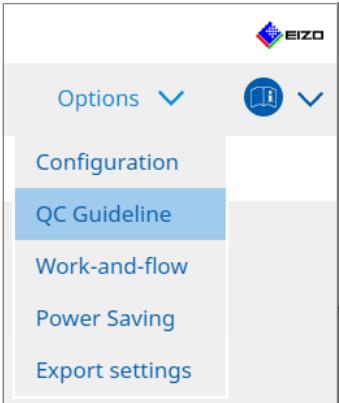 EIZO
Options
Configuration
QC Guideline
Work-and-flow
Power Saving
Export settings